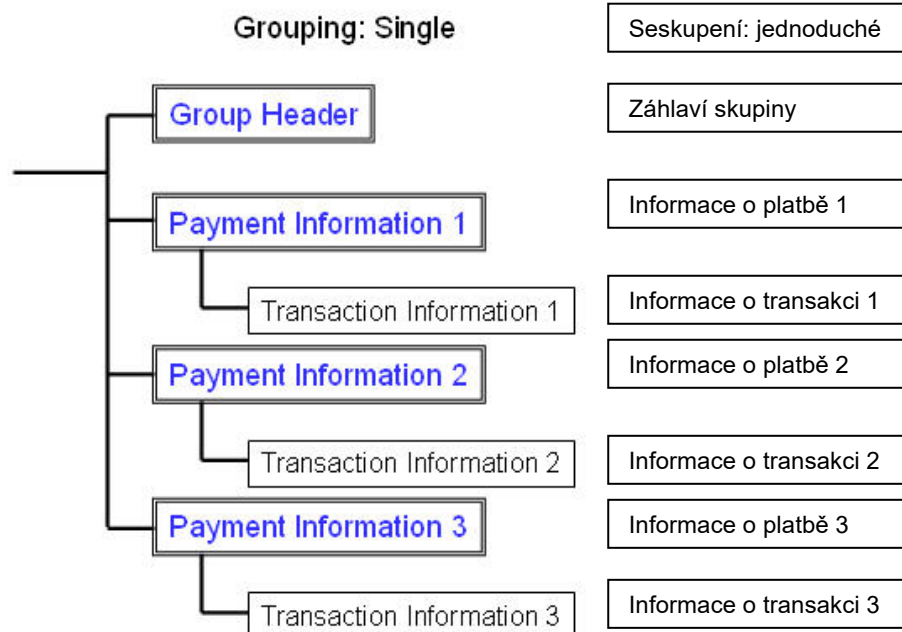 Grouping: Single
Seskupení: jednoduché
Group Header
Záhlaví skupiny
Payment Information 1
Informace o platbě 1
Transaction Information 1
Informace o transakci 1
Payment Information 2
Informace o platbě 2
Transaction Information 2
Informace o transakci 2
Payment Information 3
Informace o platbě 3
Transaction Information 3
Informace o transakci 3